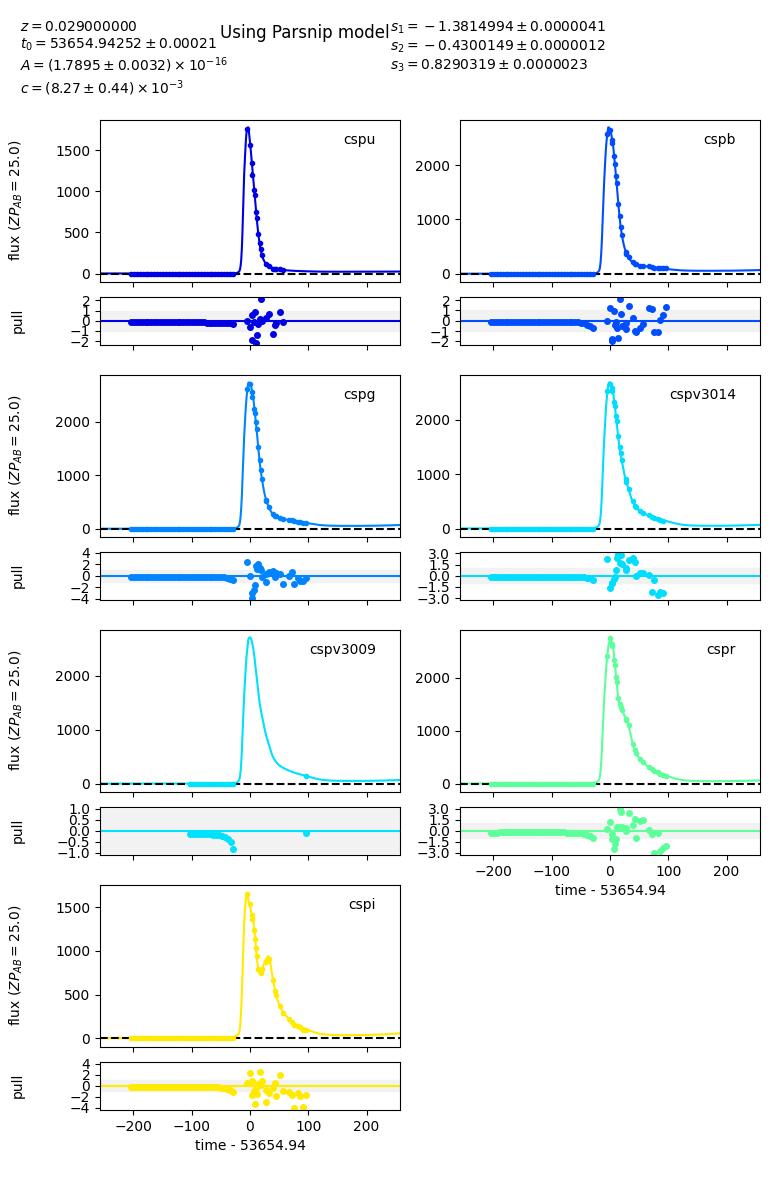 Using Parsnip model
z = 0.029000000
t₀ = 53654.94252 ± 0.00021
A = (1.7895 ± 0.0032) × 10⁻¹⁶
c = (8.27 ± 0.44) × 10⁻³
s₁ = −1.3814994 ± 0.0000041
s₂ = −0.4300149 ± 0.0000012
s₃ = 0.8290319 ± 0.0000023
flux (ZP_AB = 25.0)
1500
1000
500
0
cspu
2000
1000
0
cspb
pull
2
1
0
−1
−2
2
1
0
−1
−2
flux (ZP_AB = 25.0)
2000
1000
0
cspg
2000
1000
0
cspv3014
pull
4
2
0
−2
−4
3.0
1.5
0.0
−1.5
−3.0
flux (ZP_AB = 25.0)
2000
1000
0
cspv3009
2000
1000
0
cspr
pull
1.0
0.5
0.0
−0.5
−1.0
3.0
1.5
0.0
−1.5
−3.0
−200 −100 0 100 200
time - 53654.94
flux (ZP_AB = 25.0)
1500
1000
500
0
cspi
pull
4
2
0
−2
−4
−200 −100 0 100 200
time - 53654.94